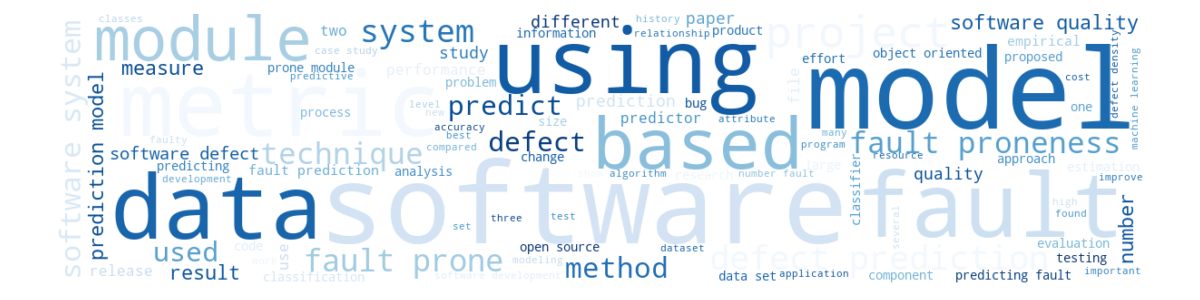 classes
module
two
system
different
information
history
paper
relationship
product
project
software quality
case study
measure
prone module
predictive
study
using
effort
object oriented
empirical
proposed
software system
prediction model
metric
performance
problem
process
level
new
predict
prediction
bug
predictor
attribute
model
file
cost
one
defect density
machine learning
accuracy
best
compared
size
defect
change
based
many
program
fault proneness
resource
approach
faulty
software defect
predicting
development
technique
fault prediction
analysis
algorithm
research
number fault
large
classifier
quality
estimation
improve
data
software
fault
set
three
test
several
high
found
number
used
code
use
fault prone
open source
modeling
method
dataset
defect prediction
evaluation
testing
important
release
result
classification
software development
data set
application
component
predicting fault